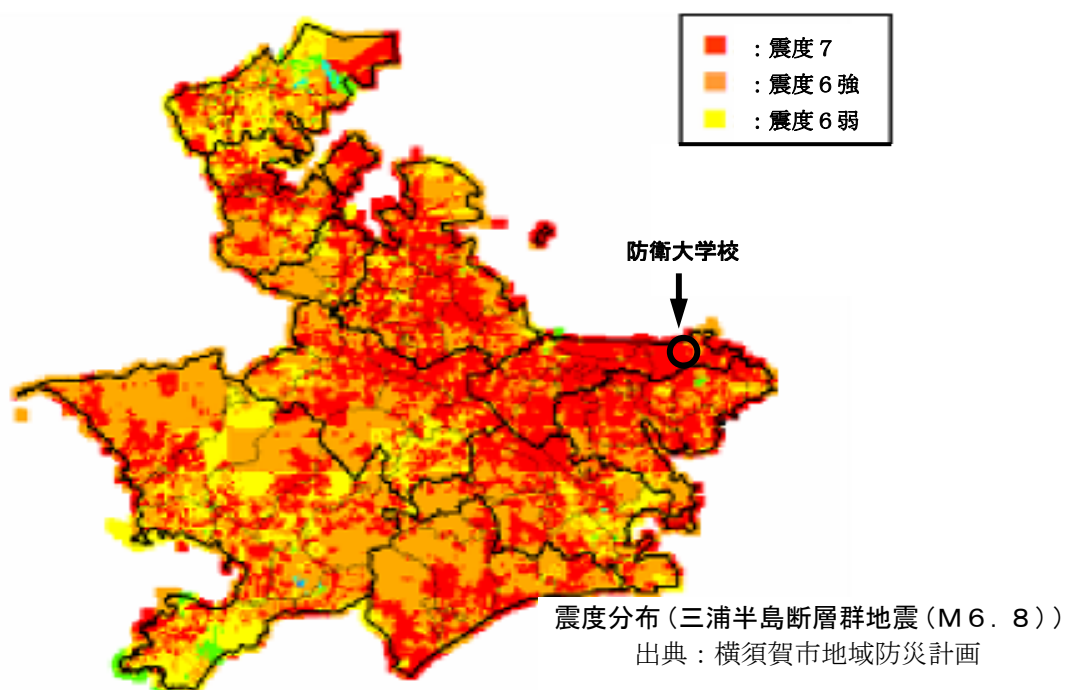 ：震度７
：震度６強
：震度６弱
防衛大学校
震度分布（三浦半島断層群地震（Ｍ６．８））
出典：横須賀市地域防災計画